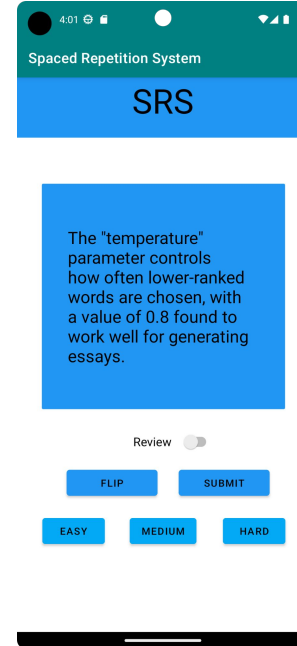 4:01
Spaced Repetition System
SRS
The "temperature"
parameter controls
how often lower-ranked
words are chosen, with
a value of 0.8 found to
work well for generating
essays.
Review
FLIP SUBMIT
EASY MEDIUM HARD